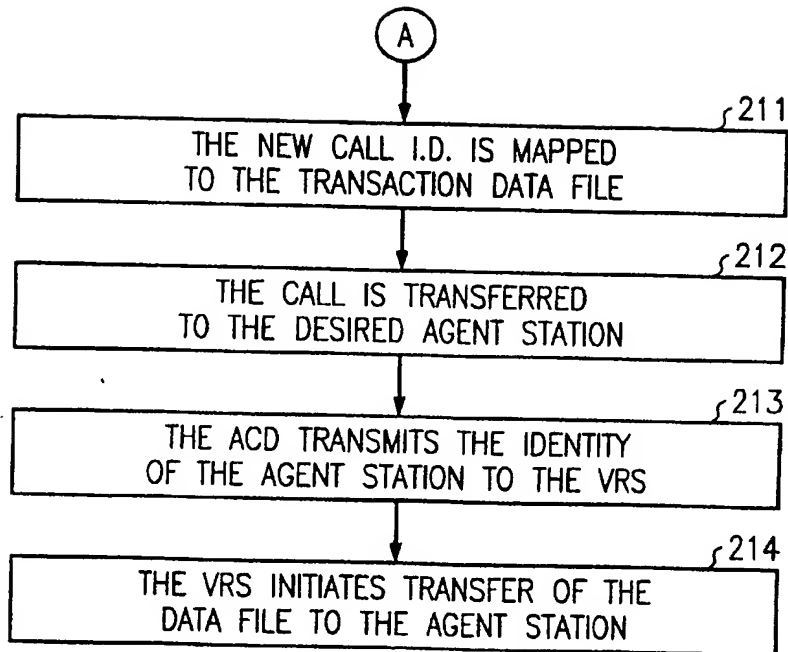 A
211
THE NEW CALL I.D. IS MAPPED
TO THE TRANSACTION DATA FILE
212
THE CALL IS TRANSFERRED
TO THE DESIRED AGENT STATION
213
THE ACD TRANSMITS THE IDENTITY
OF THE AGENT STATION TO THE VRS
214
THE VRS INITIATES TRANSFER OF THE
DATA FILE TO THE AGENT STATION